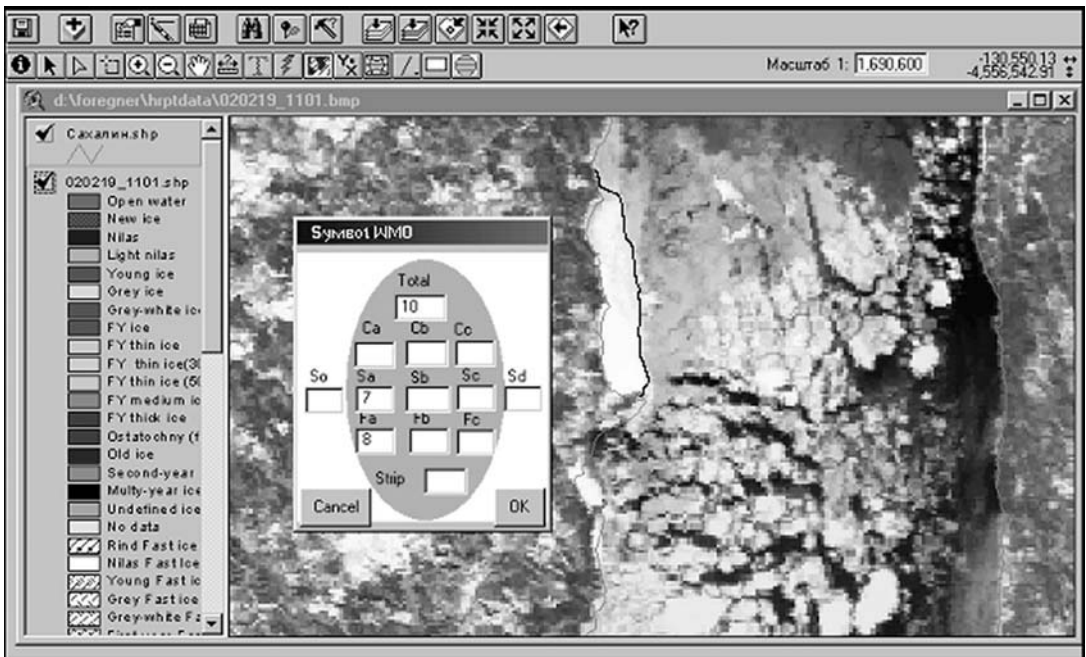 Масштаб 1: 1,690,600
-130,550.13
-4,556,542.91
d:\foregner\hrptdata\020219_1101.bmp
Сахалин.shp
020219_1101.shp
Open water
New ice
Nilas
Light nilas
Young ice
Grey ice
Grey-white ic
FY ice
FY thin ice
FY thin ice(3
FY thin ice (5
FY medium ic
FY thick ice
Ostatochny (f
Old ice
Second-year
Multy-year ice
Undefined ice
No data
Rind Fast ice
Nilas Fast Ice
Young Fast ic
Grey Fast ice
Grey-white Fa
Symbol WMO
Total
10
Ca Cb Cc
So Sa Sb Sc Sd
7
Fa Fb Fc
8
Strip
Cancel OK